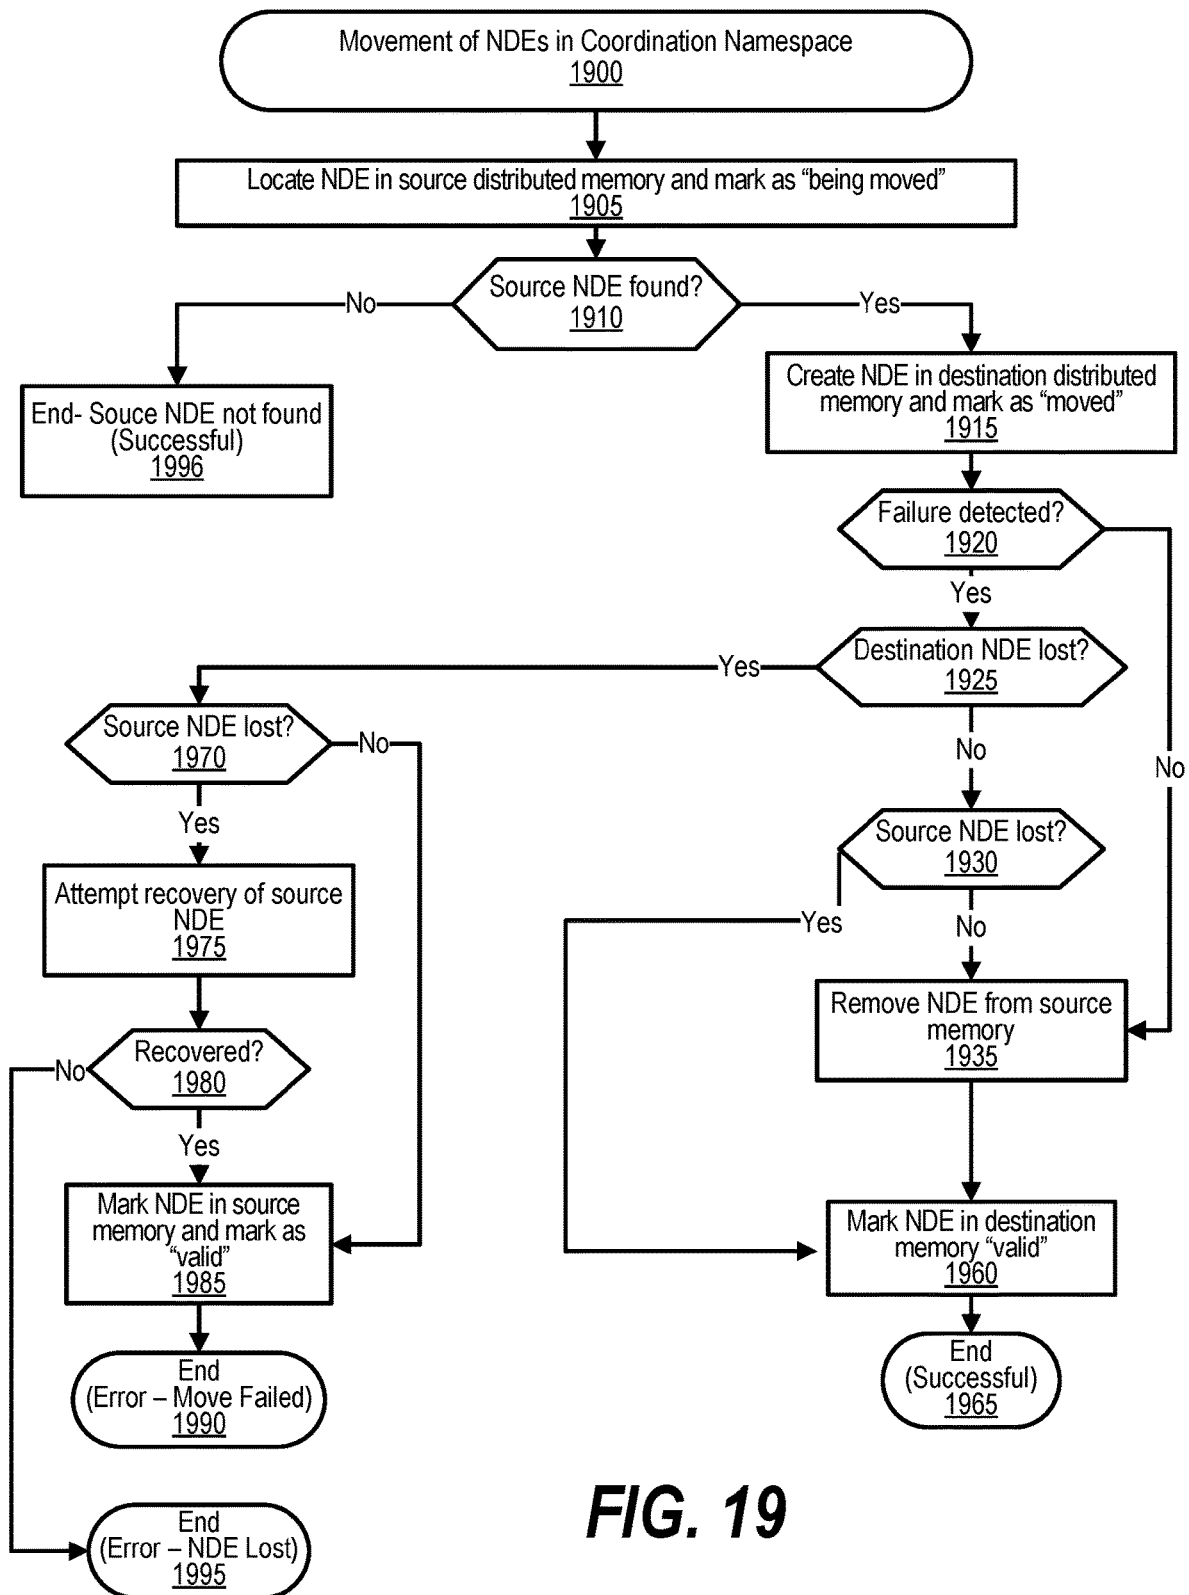 Movement of NDEs in Coordination Namespace
1900
Locate NDE in source distributed memory and mark as “being moved”
1905
Source NDE found?
1910
No
Yes
End- Souce NDE not found
(Successful)
1996
Create NDE in destination distributed
memory and mark as “moved”
1915
Failure detected?
1920
Yes
No
Destination NDE lost?
1925
Yes
No
Source NDE lost?
1970
No
Yes
Source NDE lost?
1930
Yes
No
Attempt recovery of source
NDE
1975
Remove NDE from source
memory
1935
Recovered?
1980
No
Yes
Mark NDE in source
memory and mark as
“valid”
1985
Mark NDE in destination
memory “valid”
1960
End
(Error – Move Failed)
1990
End
(Successful)
1965
End
(Error – NDE Lost)
1995
FIG. 19